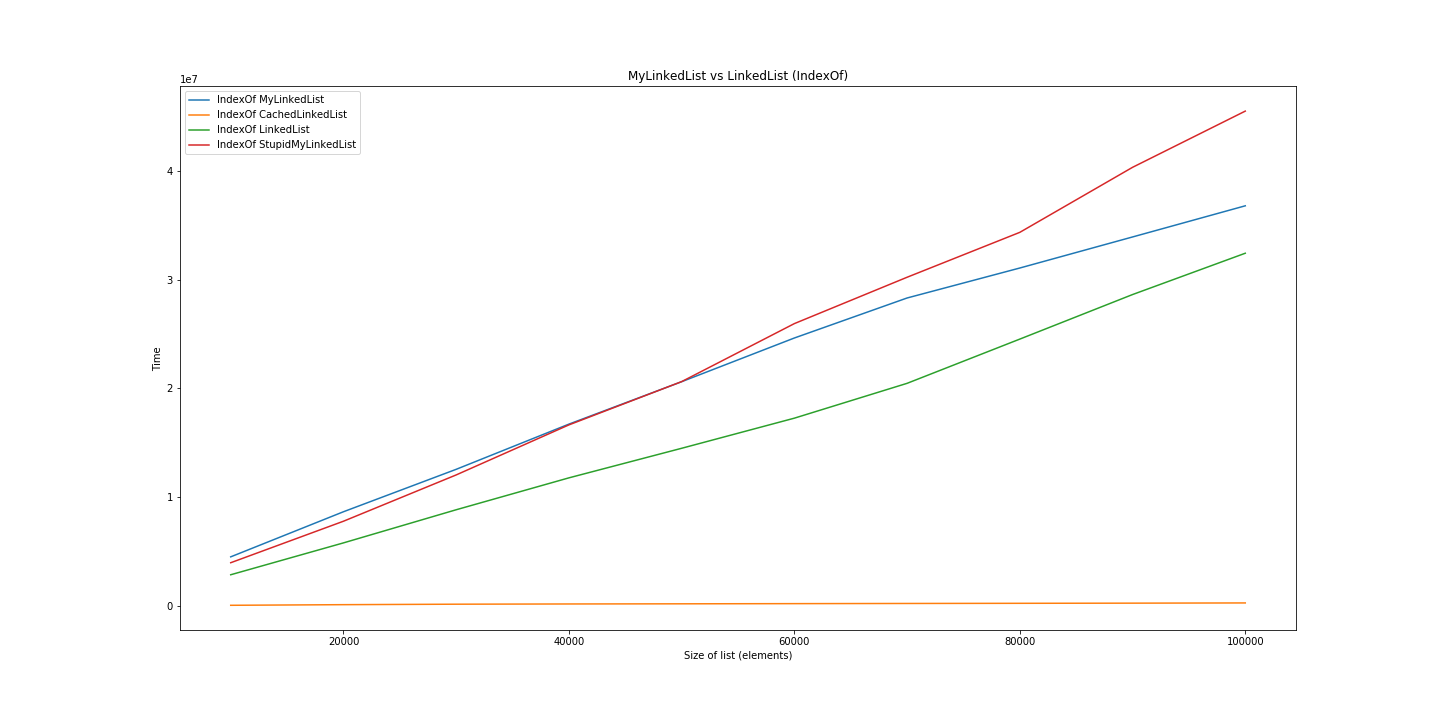 MyLinkedList vs LinkedList (IndexOf)
1e7
IndexOf MyLinkedList
IndexOf CachedLinkedList
IndexOf LinkedList
IndexOf StupidMyLinkedList
4
3
2
1
0
Time
20000 40000 60000 80000 100000
Size of list (elements)